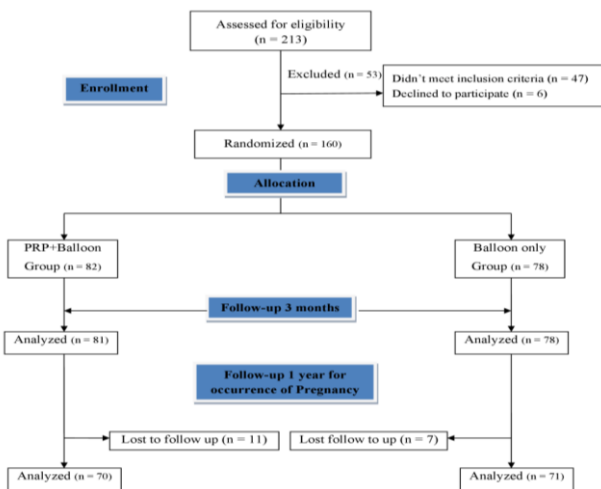 Assessed for eligibility
(n = 213)
Excluded (n = 53)
Didn't meet inclusion criteria (n = 47)
Declined to participate (n = 6)
Enrollment
Randomized (n = 160)
Allocation
PRP+Balloon
Group (n = 82)
Balloon only
Group (n = 78)
Follow-up 3 months
Analyzed (n = 81)
Analyzed (n = 78)
Follow-up 1 year for
occurrence of Pregnancy
Lost to follow up (n = 11)
Lost follow to up (n = 7)
Analyzed (n = 70)
Analyzed (n = 71)